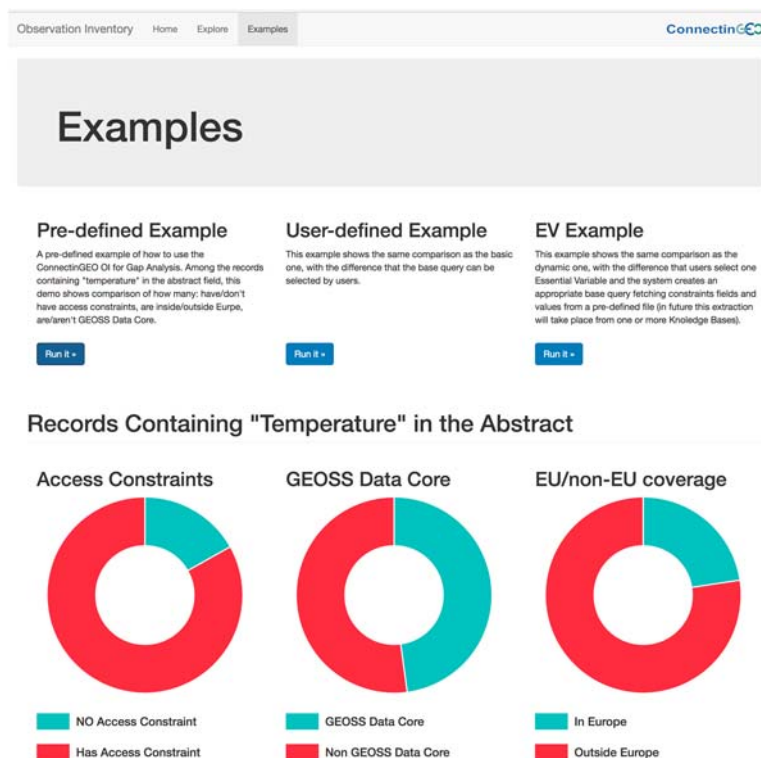 Observation Inventory Home Explore Examples ConnectinGEO
Examples
Pre-defined Example
A pre-defined example of how to use the
ConnectinGEO OI for Gap Analysis. Among the records
containing "temperature" in the abstract field, this
demo shows comparison of how many: have/don't
have access constraints, are inside/outside Eurpe,
are/aren't GEOSS Data Core.
Run it »
User-defined Example
This example shows the same comparison as the basic
one, with the difference that the base query can be
selected by users.
Run it »
EV Example
This example shows the same comparison as the
dynamic one, with the difference that users select one
Essential Variable and the system creates an
appropriate base query fetching constraints fields and
values from a pre-defined file (in future this extraction
will take place from one or more Knoledge Bases).
Run it »
Records Containing "Temperature" in the Abstract
Access Constraints
NO Access Constraint
Has Access Constraint
GEOSS Data Core
GEOSS Data Core
Non GEOSS Data Core
EU/non-EU coverage
In Europe
Outside Europe